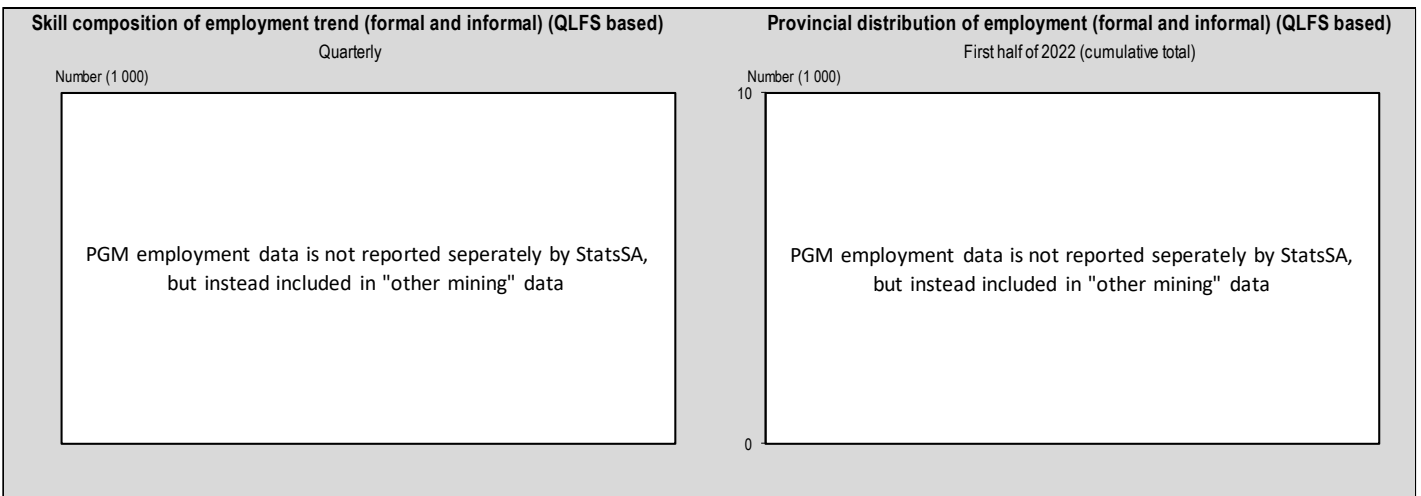 Skill composition of employment trend (formal and informal) (QLFS based)
Quarterly
Number (1 000)
PGM employment data is not reported seperately by StatsSA,
but instead included in "other mining" data
Provincial distribution of employment (formal and informal) (QLFS based)
First half of 2022 (cumulative total)
Number (1 000)
10
PGM employment data is not reported seperately by StatsSA,
but instead included in "other mining" data
0